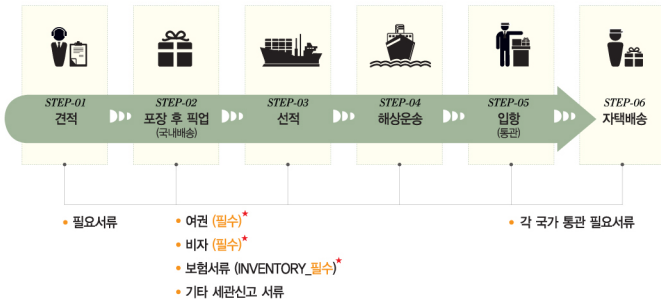 STEP-01
견적
STEP-02
포장 후 픽업
(국내배송)
STEP-03
선적
STEP-04
해상운송
STEP-05
입항
(통관)
STEP-06
자택배송
• 필요서류
• 여권 (필수)★
• 비자 (필수)★
• 보험서류 (INVENTORY_필수)★
• 기타 세관신고 서류
• 각 국가 통관 필요서류